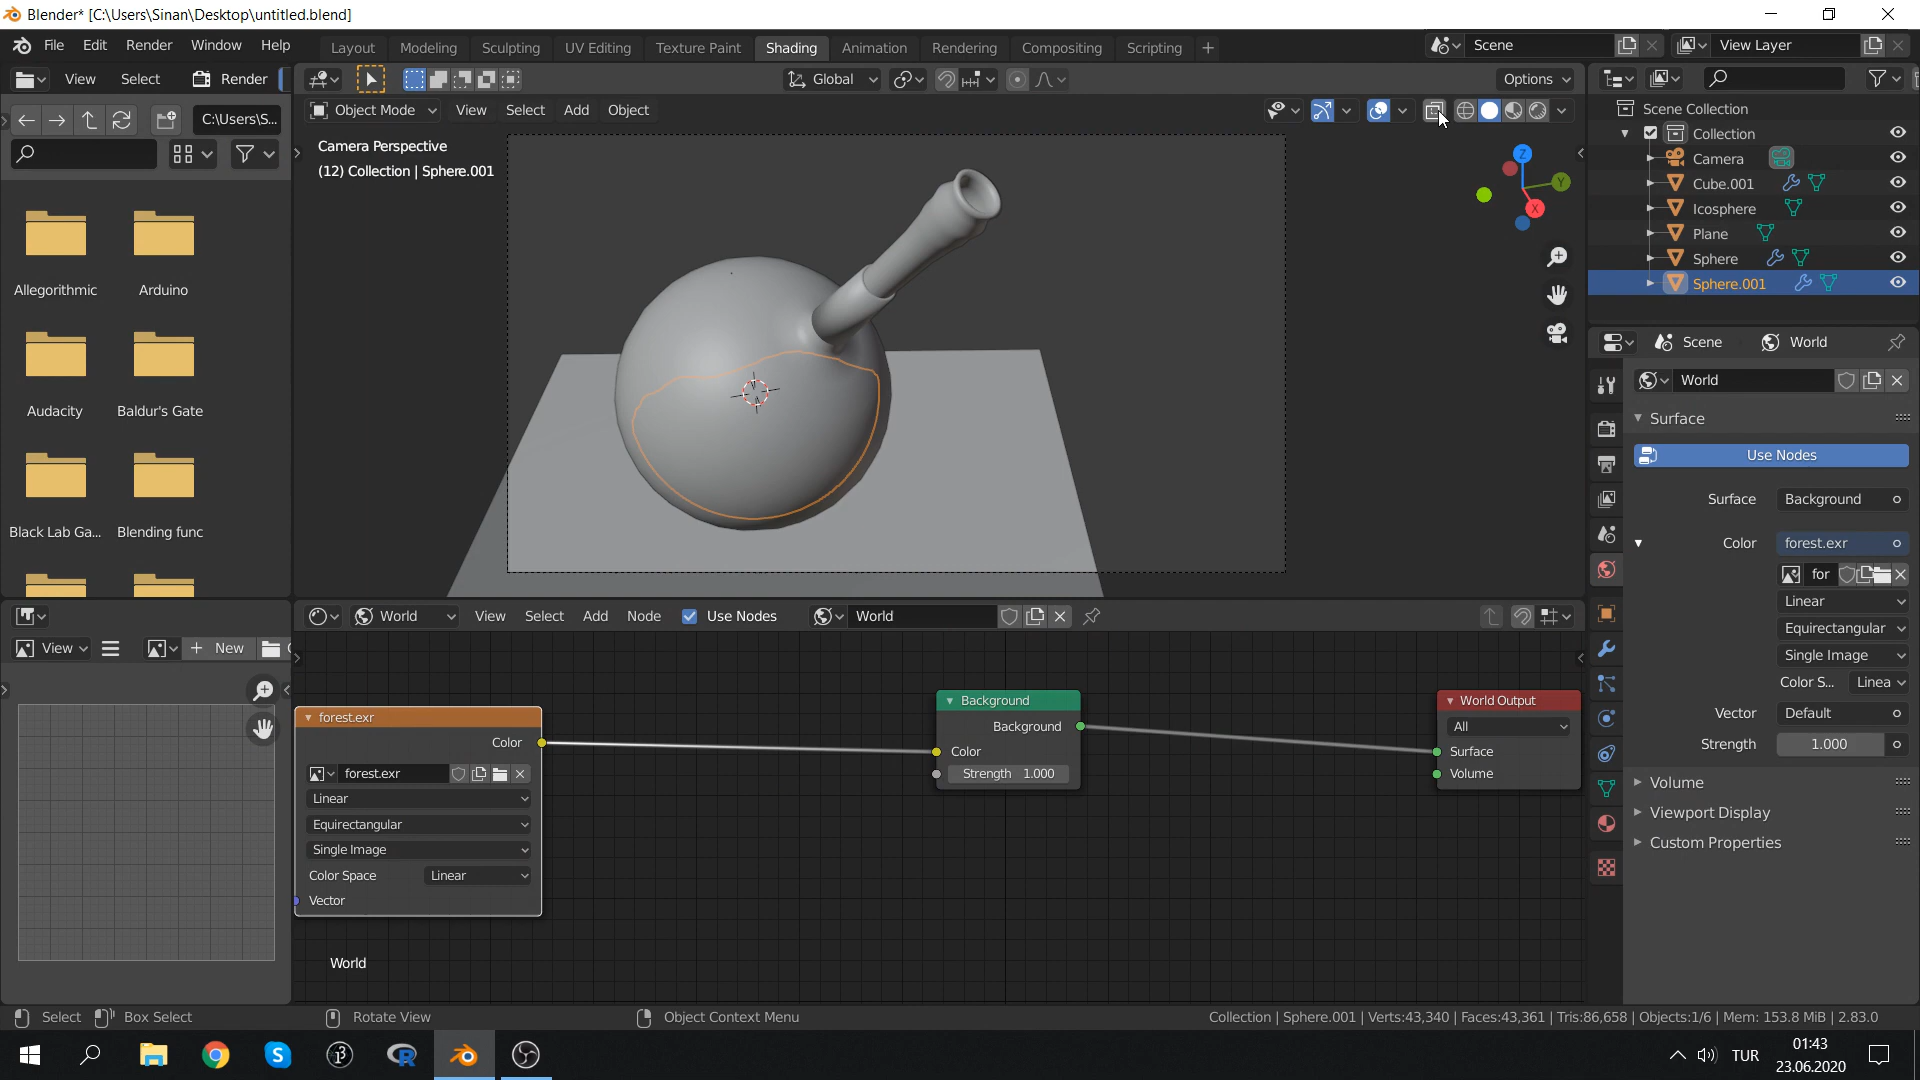 Blender* [C:\Users\Sinan\Desktop\untitled.blend]
File Edit Render Window Help Layout Modeling Sculpting UV Editing Texture Paint Shading Animation Rendering Compositing Scripting + Scene View Layer
View Select Render Global Options
C:\Users\S... Object Mode View Select Add Object
Camera Perspective
(12) Collection | Sphere.001
Allegorithmic Arduino
Audacity Baldur's Gate
Black Lab Ga... Blending func
Z
Y
X
Scene Collection
Collection
Camera
Cube.001
Icosphere
Plane
Sphere
Sphere.001
Scene World
World
Surface
Use Nodes
Surface Background
Color forest.exr
for
Linear
Equirectangular
Single Image
Color S... Linea
Vector Default
Strength 1.000
Volume
Viewport Display
Custom Properties
World View Select Add Node Use Nodes World
View + New
forest.exr
Color
forest.exr
Linear
Equirectangular
Single Image
Color Space Linear
Vector
Background
Background
Color
Strength 1.000
World Output
All
Surface
Volume
World
Select Box Select Rotate View Object Context Menu Collection | Sphere.001 | Verts:43,340 | Faces:43,361 | Tris:86,658 | Objects:1/6 | Mem: 153.8 MiB | 2.83.0
TUR 01:43
23.06.2020